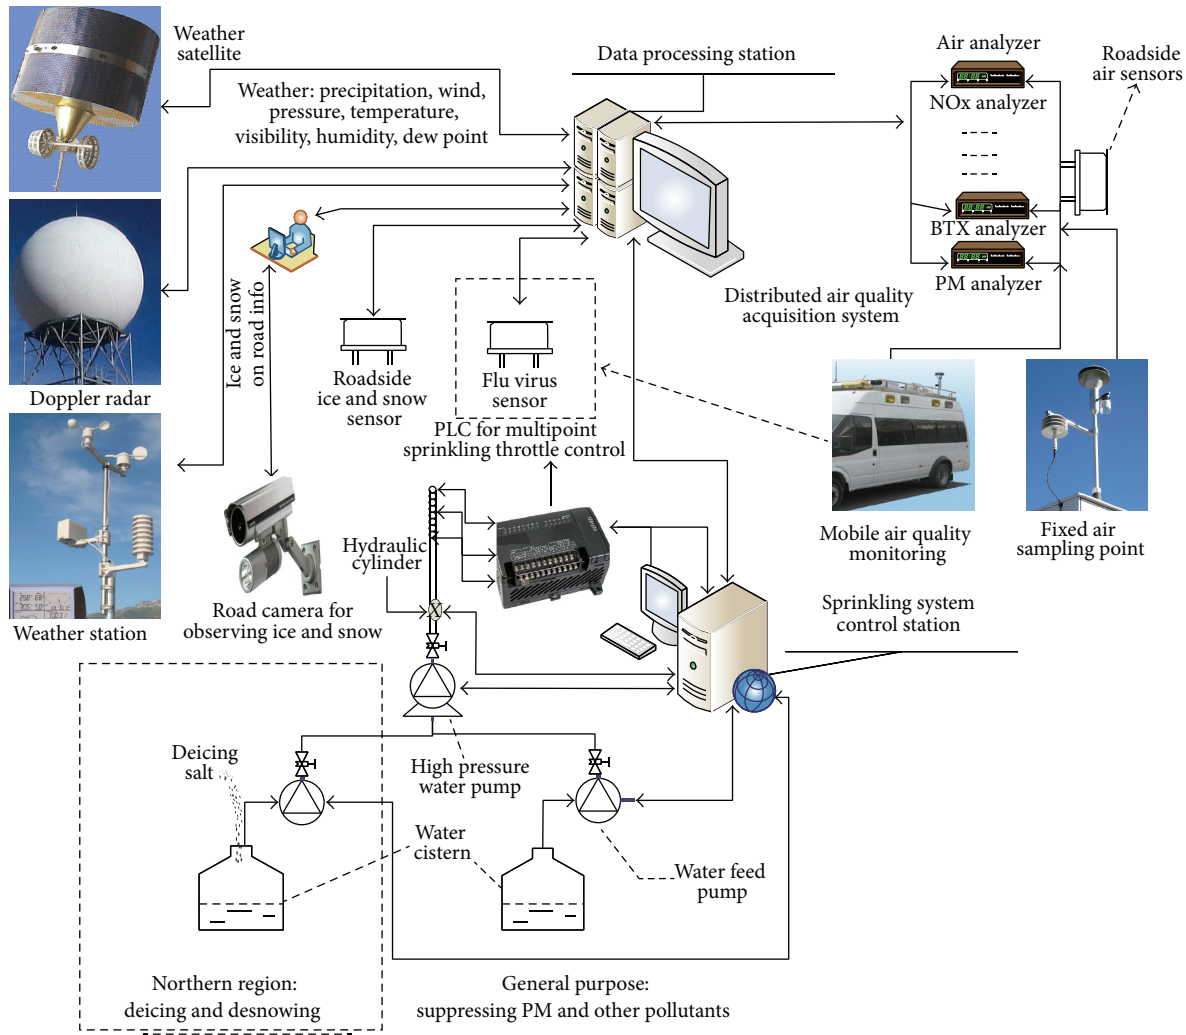 Weather
satellite
Data processing station
Air analyzer
Roadside
air sensors
NOx analyzer
Weather: precipitation, wind,
pressure, temperature,
visibility, humidity, dew point
BTX analyzer
PM analyzer
Distributed air quality
acquisition system
Ice and snow
on road info
Doppler radar
Roadside
ice and snow
sensor
Flu virus
sensor
PLC for multipoint
sprinkling throttle control
Mobile air quality
monitoring
Fixed air
sampling point
Hydraulic
cylinder
Weather station
Road camera for
observing ice and snow
Sprinkling system
control station
Deicing
salt
High pressure
water pump
Water
cistern
Water feed
pump
Northern region:
deicing and desnowing
General purpose:
suppressing PM and other pollutants